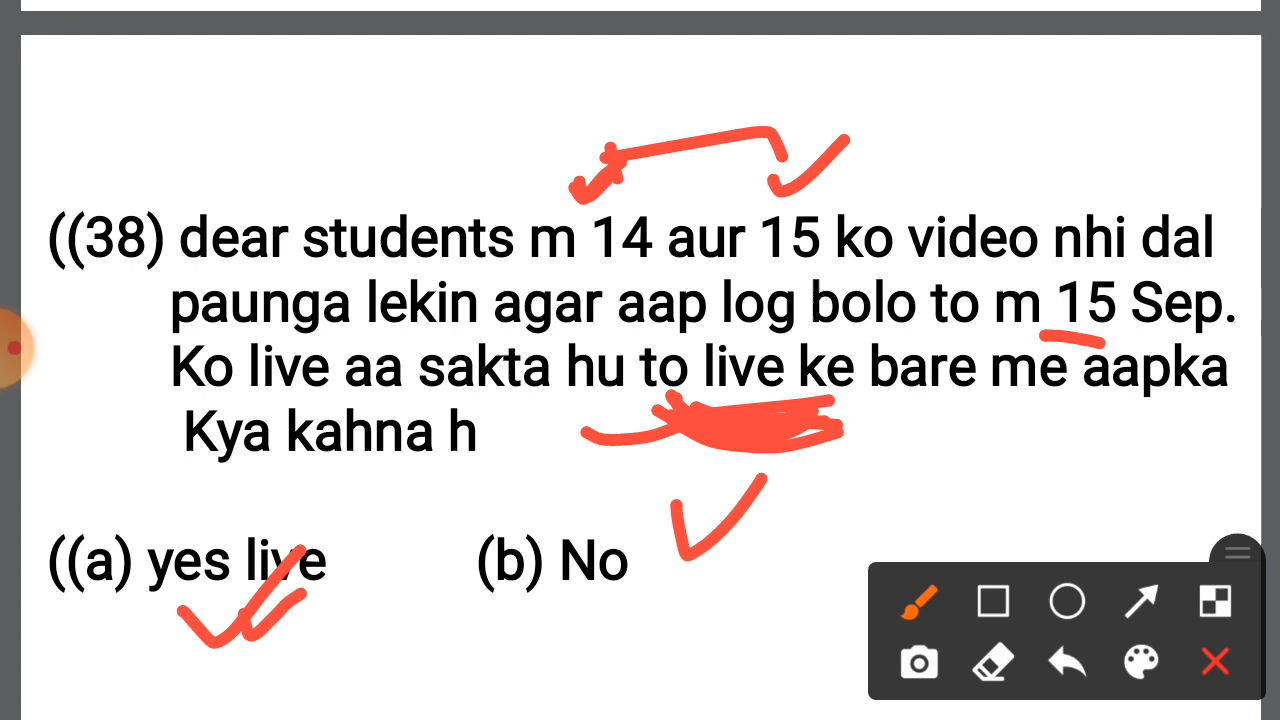 ((38) dear students m 14 aur 15 ko video nhi dal
paunga lekin agar aap log bolo to m 15 Sep.
Ko live aa sakta hu to live ke bare me aapka
Kya kahna h
((a) yes live (b) No